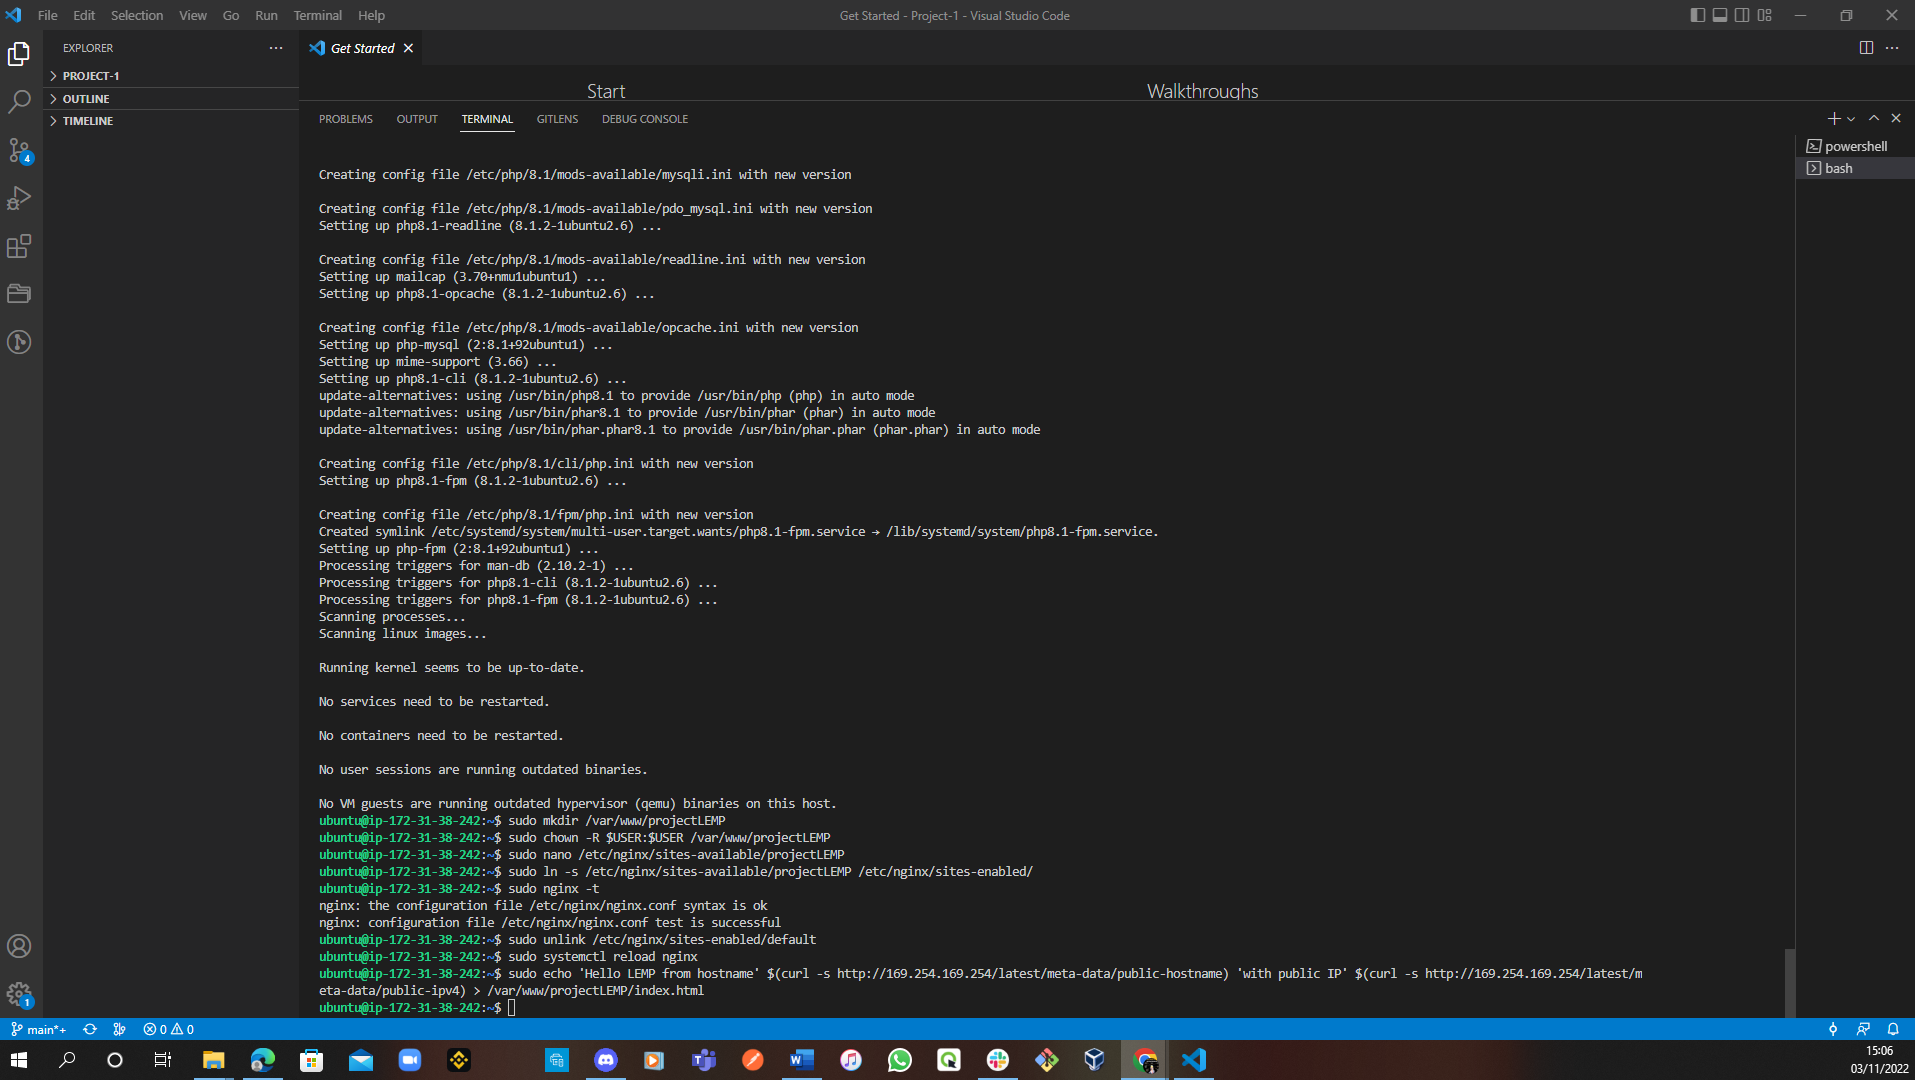 File Edit Selection View Go Run Terminal Help
Get Started - Project-1 - Visual Studio Code
EXPLORER
PROJECT-1
OUTLINE
TIMELINE
4
1
Get Started
Start
Walkthroughs
PROBLEMS OUTPUT TERMINAL GITLENS DEBUG CONSOLE
powershell
bash
Creating config file /etc/php/8.1/mods-available/mysqli.ini with new version
Creating config file /etc/php/8.1/mods-available/pdo_mysql.ini with new version
Setting up php8.1-readline (8.1.2-1ubuntu2.6) ...
Creating config file /etc/php/8.1/mods-available/readline.ini with new version
Setting up mailcap (3.70+nmu1ubuntu1) ...
Setting up php8.1-opcache (8.1.2-1ubuntu2.6) ...
Creating config file /etc/php/8.1/mods-available/opcache.ini with new version
Setting up php-mysql (2:8.1+92ubuntu1) ...
Setting up mime-support (3.66) ...
Setting up php8.1-cli (8.1.2-1ubuntu2.6) ...
update-alternatives: using /usr/bin/php8.1 to provide /usr/bin/php (php) in auto mode
update-alternatives: using /usr/bin/phar8.1 to provide /usr/bin/phar (phar) in auto mode
update-alternatives: using /usr/bin/phar.phar8.1 to provide /usr/bin/phar.phar (phar.phar) in auto mode
Creating config file /etc/php/8.1/cli/php.ini with new version
Setting up php8.1-fpm (8.1.2-1ubuntu2.6) ...
Creating config file /etc/php/8.1/fpm/php.ini with new version
Created symlink /etc/systemd/system/multi-user.target.wants/php8.1-fpm.service → /lib/systemd/system/php8.1-fpm.service.
Setting up php-fpm (2:8.1+92ubuntu1) ...
Processing triggers for man-db (2.10.2-1) ...
Processing triggers for php8.1-cli (8.1.2-1ubuntu2.6) ...
Processing triggers for php8.1-fpm (8.1.2-1ubuntu2.6) ...
Scanning processes...
Scanning linux images...
Running kernel seems to be up-to-date.
No services need to be restarted.
No containers need to be restarted.
No user sessions are running outdated binaries.
No VM guests are running outdated hypervisor (qemu) binaries on this host.
ubuntu@ip-172-31-38-242:~$ sudo mkdir /var/www/projectLEMP
ubuntu@ip-172-31-38-242:~$ sudo chown -R $USER:$USER /var/www/projectLEMP
ubuntu@ip-172-31-38-242:~$ sudo nano /etc/nginx/sites-available/projectLEMP
ubuntu@ip-172-31-38-242:~$ sudo ln -s /etc/nginx/sites-available/projectLEMP /etc/nginx/sites-enabled/
ubuntu@ip-172-31-38-242:~$ sudo nginx -t
nginx: the configuration file /etc/nginx/nginx.conf syntax is ok
nginx: configuration file /etc/nginx/nginx.conf test is successful
ubuntu@ip-172-31-38-242:~$ sudo unlink /etc/nginx/sites-enabled/default
ubuntu@ip-172-31-38-242:~$ sudo systemctl reload nginx
ubuntu@ip-172-31-38-242:~$ sudo echo 'Hello LEMP from hostname' $(curl -s http://169.254.169.254/latest/meta-data/public-hostname) 'with public IP' $(curl -s http://169.254.169.254/latest/m
eta-data/public-ipv4) > /var/www/projectLEMP/index.html
ubuntu@ip-172-31-38-242:~$
main*+ 0 0
15:06
03/11/2022